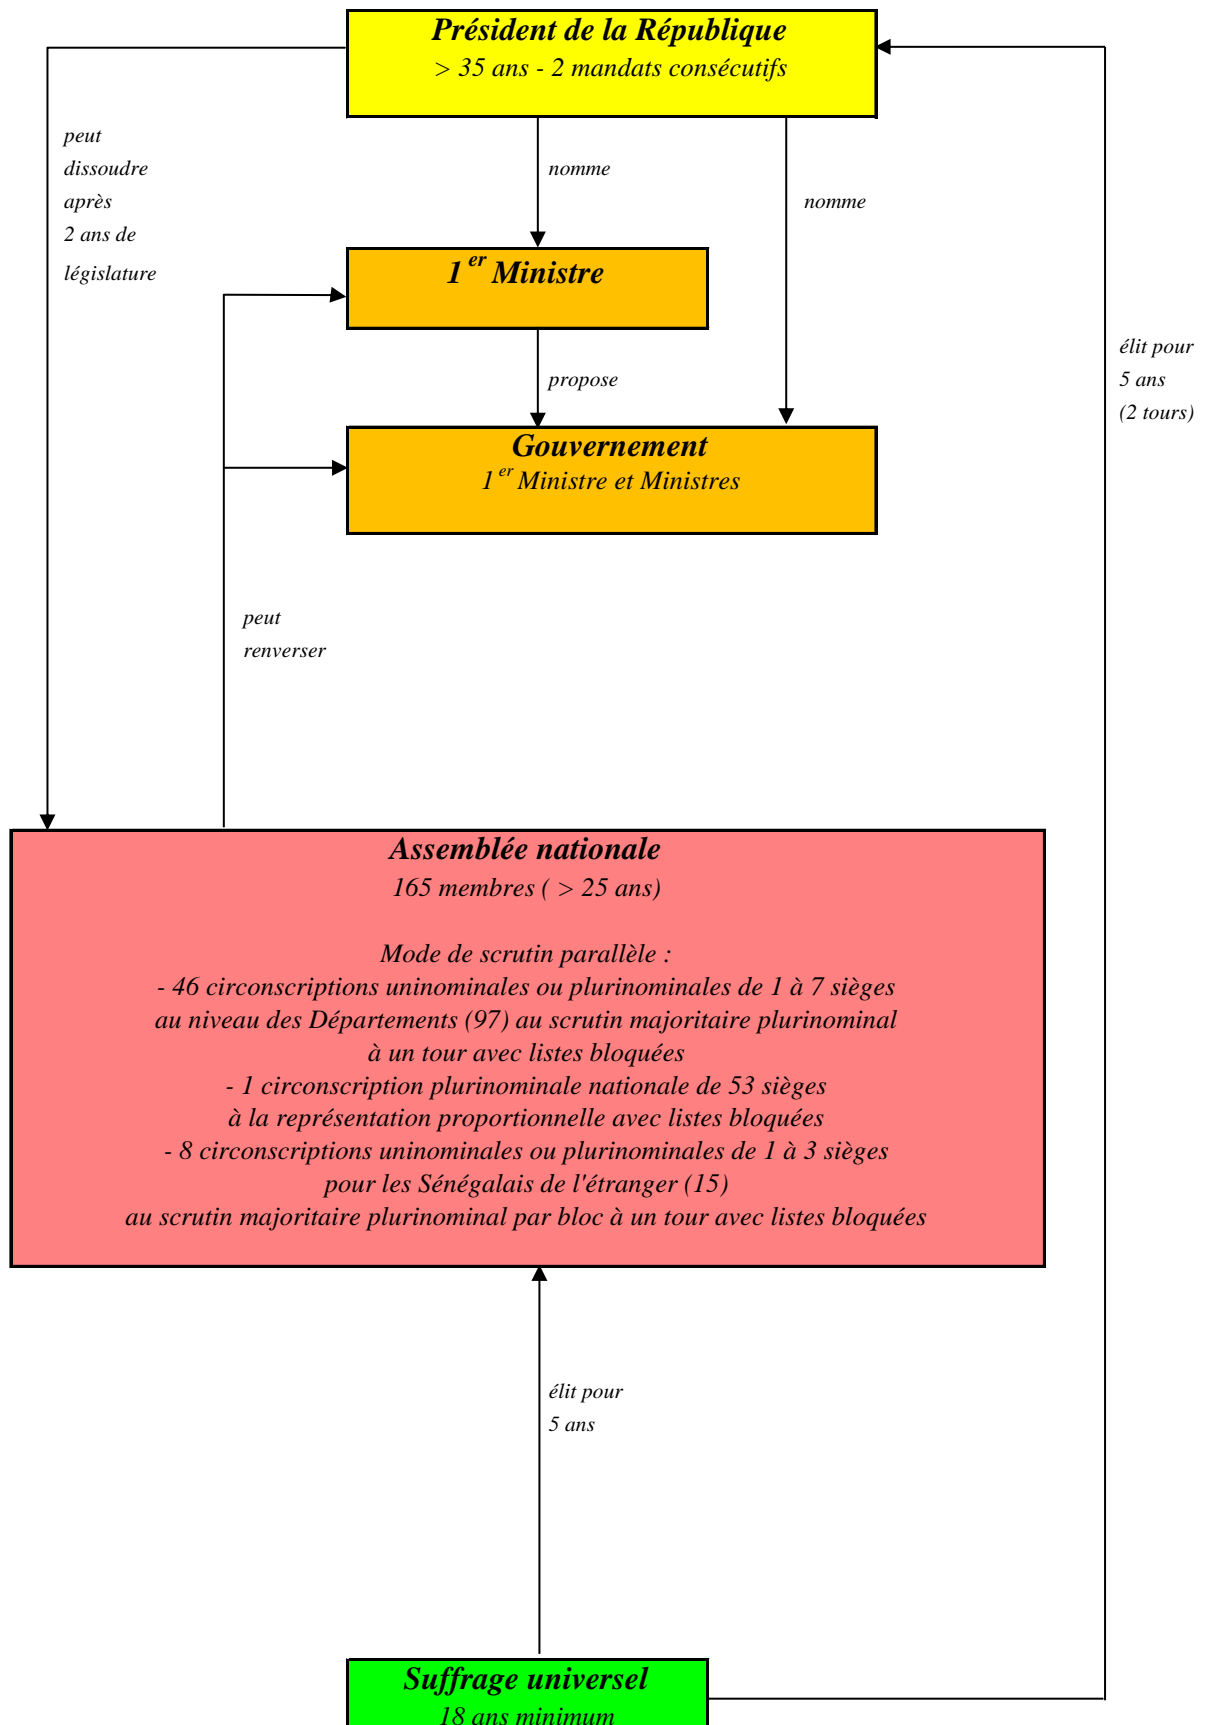 Président de la République
> 35 ans - 2 mandats consécutifs
peut
dissoudre
après
2 ans de
législature
nomme
nomme
1er Ministre
propose
élit pour
5 ans
(2 tours)
Gouvernement
1er Ministre et Ministres
peut
renverser
Assemblée nationale
165 membres ( > 25 ans)
Mode de scrutin parallèle :
- 46 circonscriptions uninominales ou plurinominales de 1 à 7 sièges
au niveau des Départements (97) au scrutin majoritaire plurinominal
à un tour avec listes bloquées
- 1 circonscription plurinominale nationale de 53 sièges
à la représentation proportionnelle avec listes bloquées
- 8 circonscriptions uninominales ou plurinominales de 1 à 3 sièges
pour les Sénégalais de l'étranger (15)
au scrutin majoritaire plurinominal par bloc à un tour avec listes bloquées
élit pour
5 ans
Suffrage universel
18 ans minimum